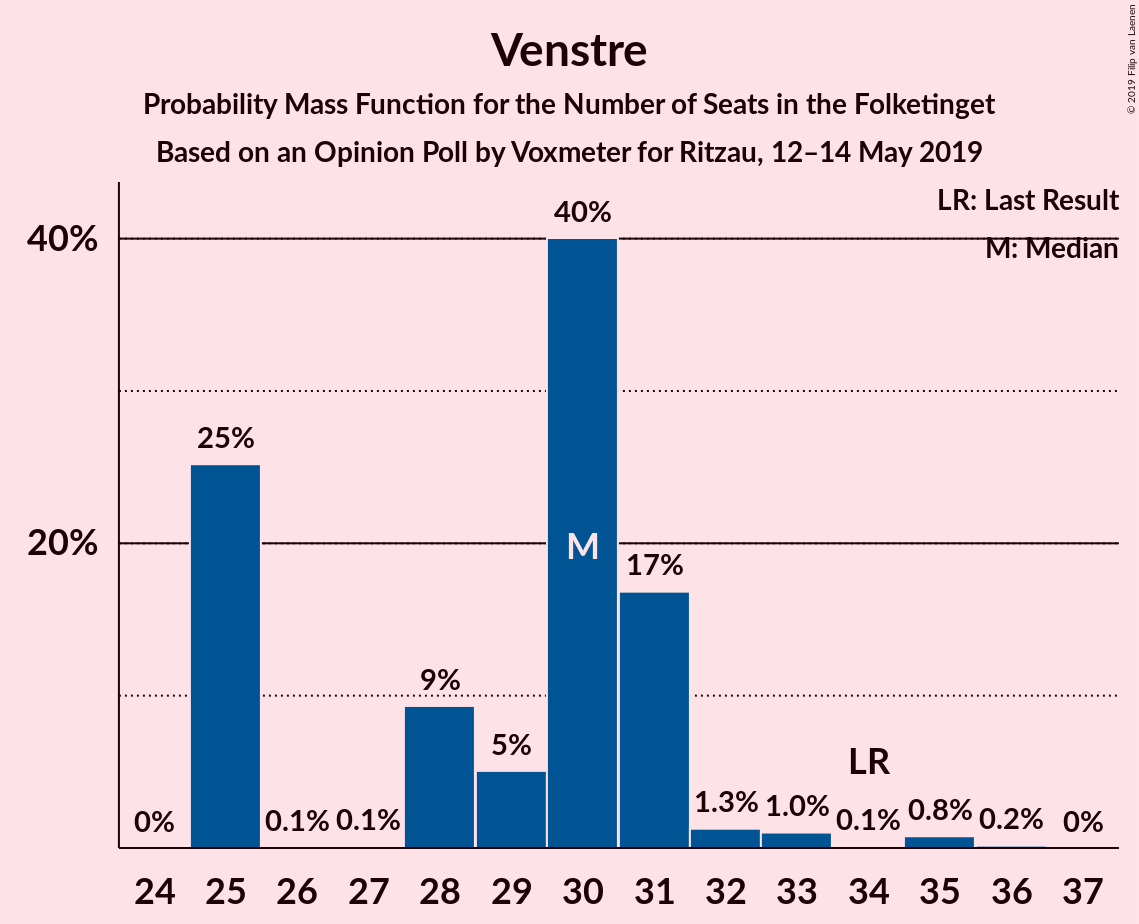 Venstre
Probability Mass Function for the Number of Seats in the Folketinget
Based on an Opinion Poll by Voxmeter for Ritzau, 12–14 May 2019
© 2019 Filip van Laenen
LR: Last Result
M: Median
40%
20%
0%
25%
0.1%
0.1%
9%
5%
40%
M
17%
1.3%
1.0%
LR
0.1%
0.8%
0.2%
0%
24 25 26 27 28 29 30 31 32 33 34 35 36 37